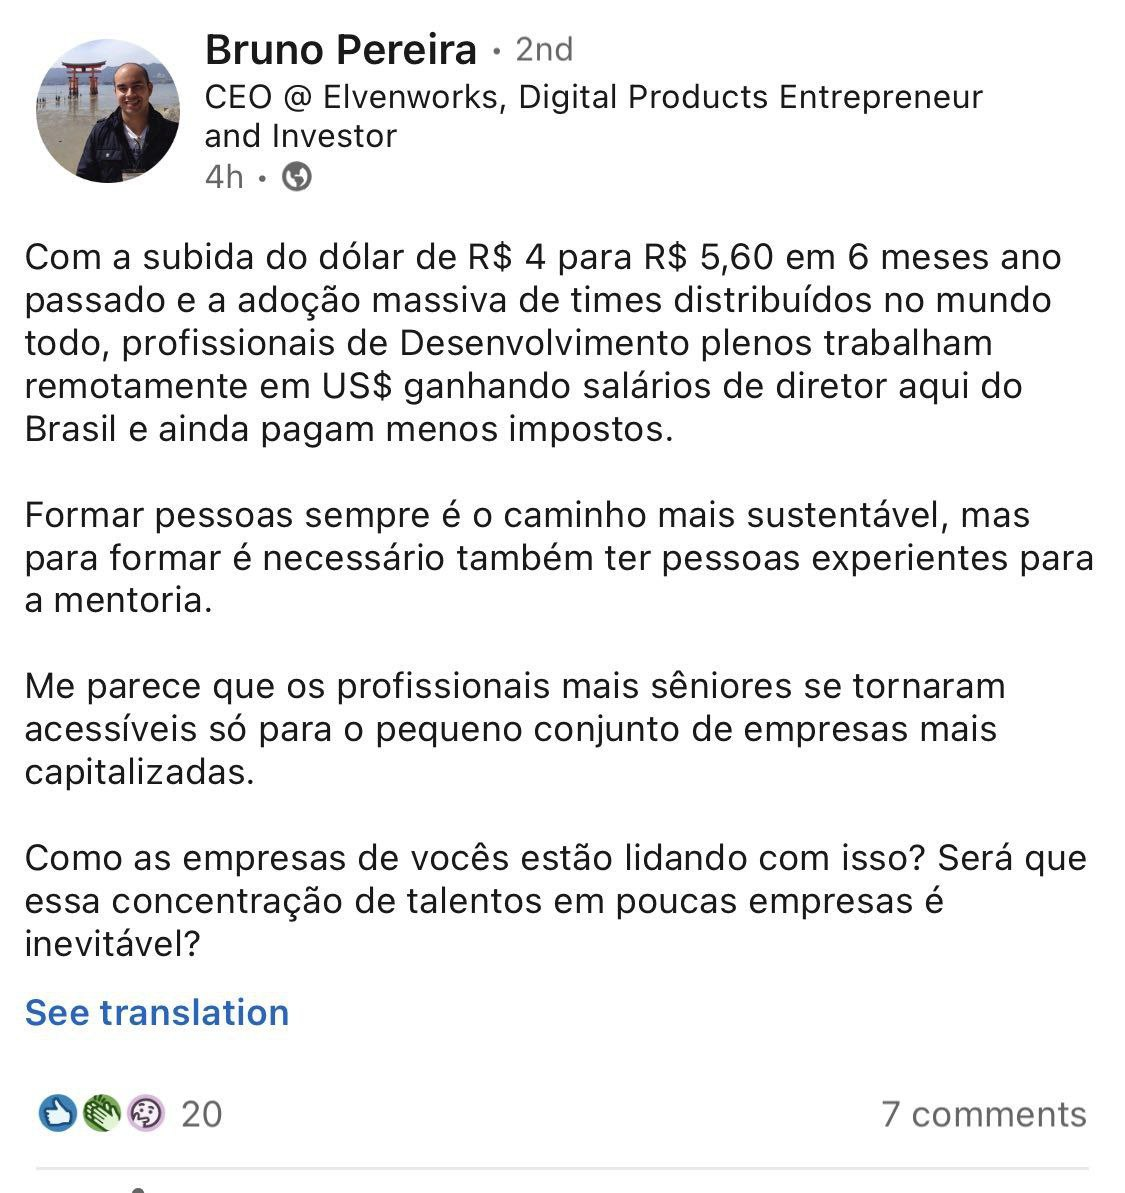 Bruno Pereira · 2nd
CEO @ Elvenworks, Digital Products Entrepreneur
and Investor
4h ·
Com a subida do dólar de R$ 4 para R$ 5,60 em 6 meses ano
passado e a adoção massiva de times distribuídos no mundo
todo, profissionais de Desenvolvimento plenos trabalham
remotamente em US$ ganhando salários de diretor aqui do
Brasil e ainda pagam menos impostos.
Formar pessoas sempre é o caminho mais sustentável, mas
para formar é necessário também ter pessoas experientes para
a mentoria.
Me parece que os profissionais mais sêniores se tornaram
acessíveis só para o pequeno conjunto de empresas mais
capitalizadas.
Como as empresas de vocês estão lidando com isso? Será que
essa concentração de talentos em poucas empresas é
inevitável?
See translation
20 7 comments